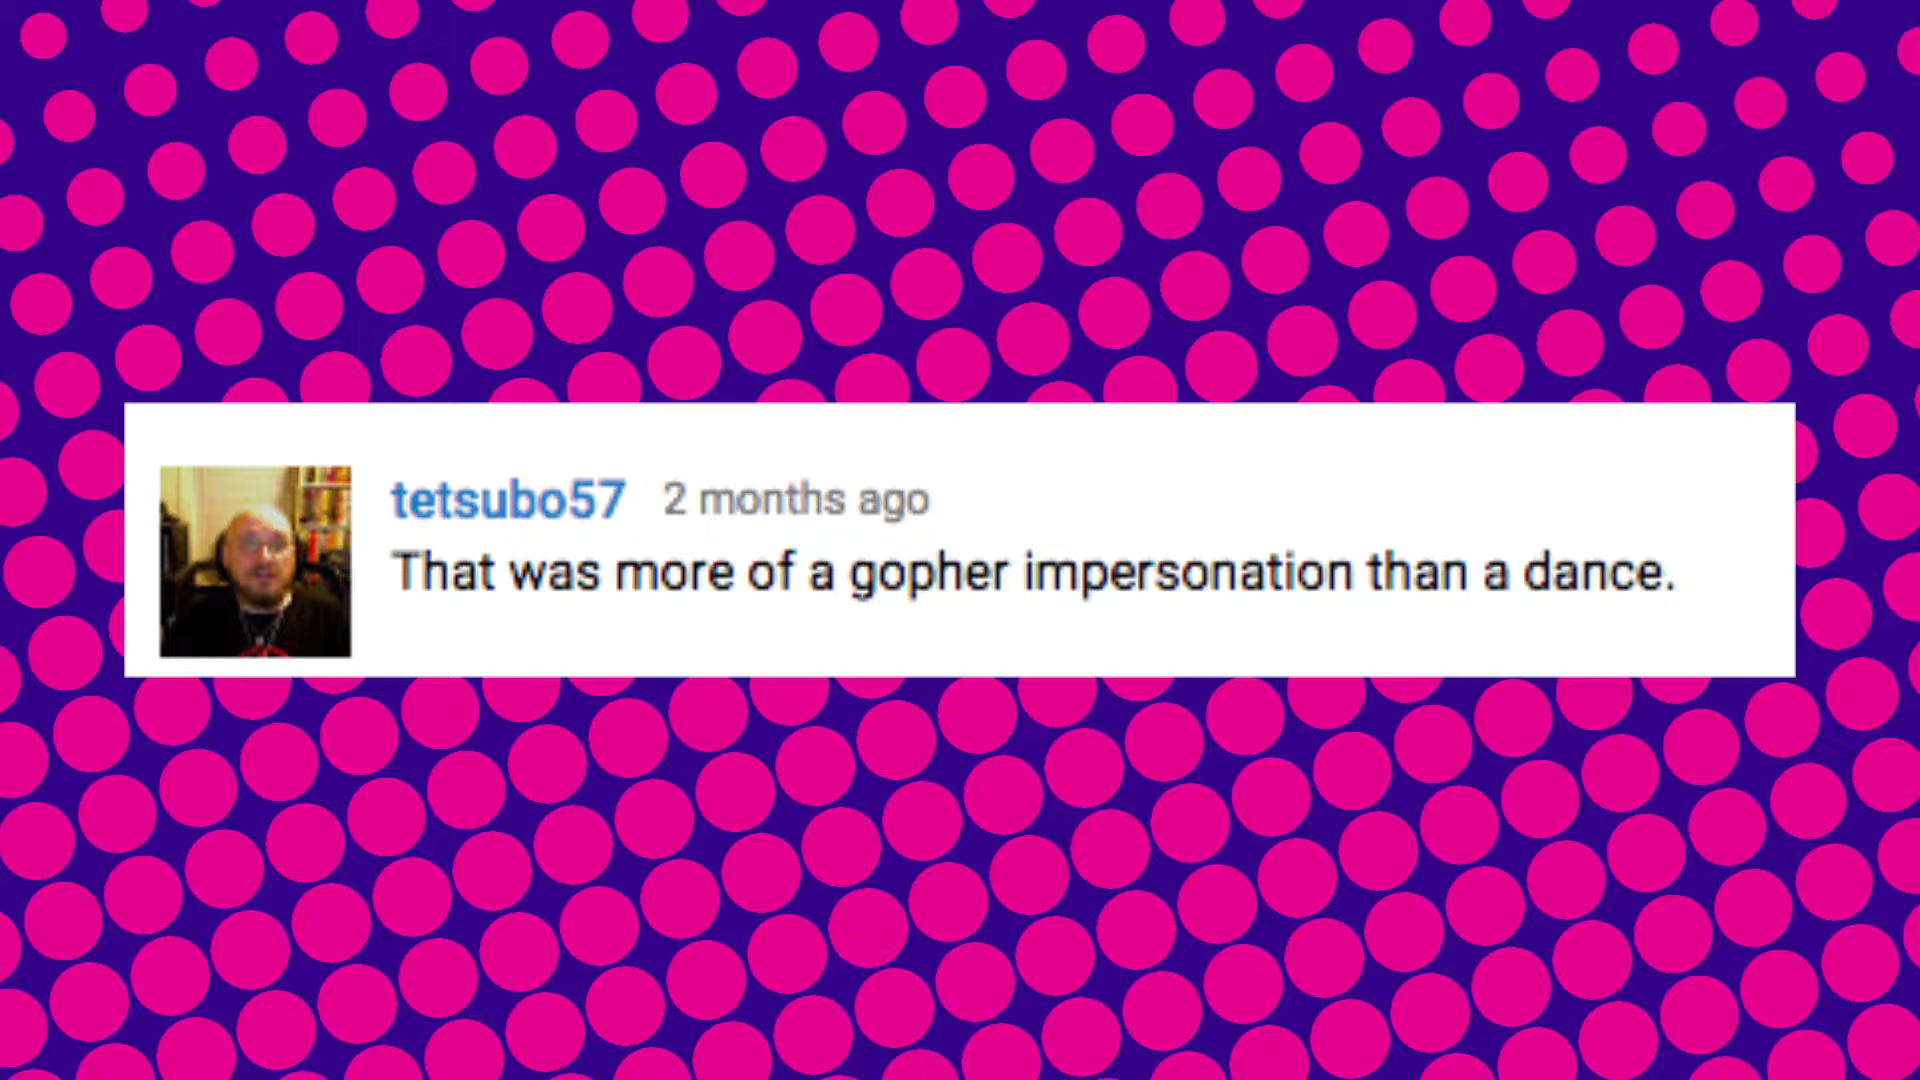 tetsubo57 2 months ago
That was more of a gopher impersonation than a dance.